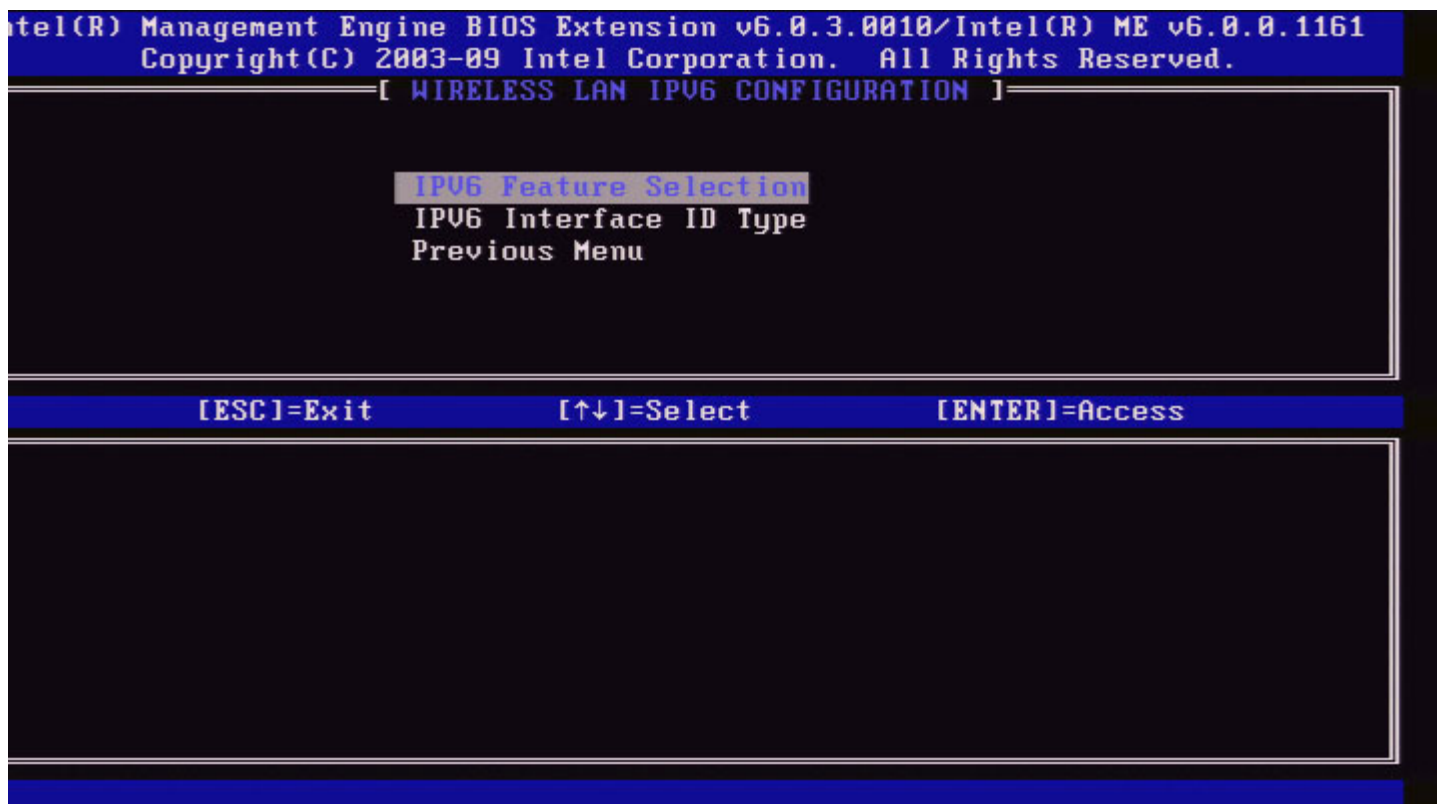 ntel(R) Management Engine BIOS Extension v6.0.3.0010/Intel(R) ME v6.0.0.1161
Copyright(C) 2003-09 Intel Corporation. All Rights Reserved.
[ WIRELESS LAN IPV6 CONFIGURATION ]
IPV6 Feature Selection
IPV6 Interface ID Type
Previous Menu
[ESC]=Exit [↑↓]=Select [ENTER]=Access